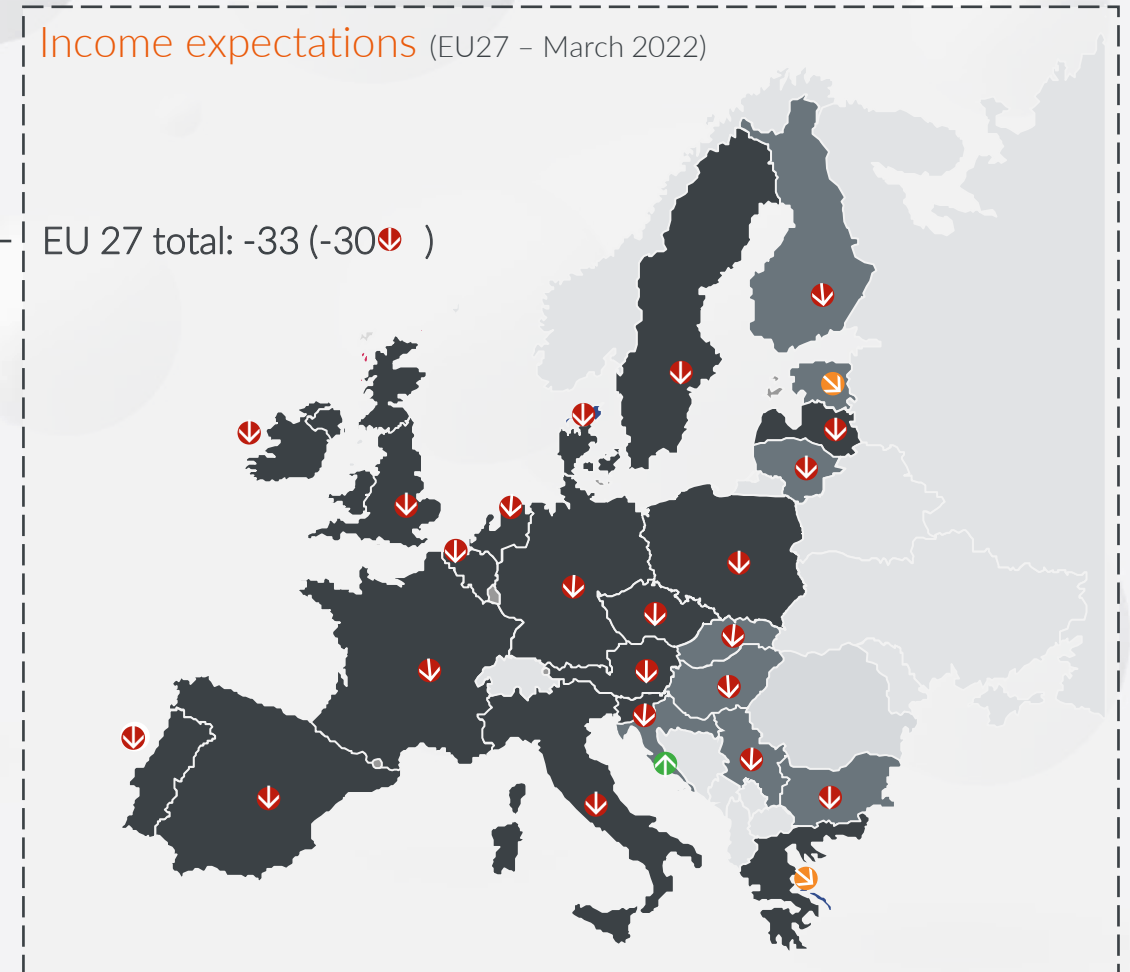 Income expectations (EU27 – March 2022)
EU 27 total: -33 (-30 )